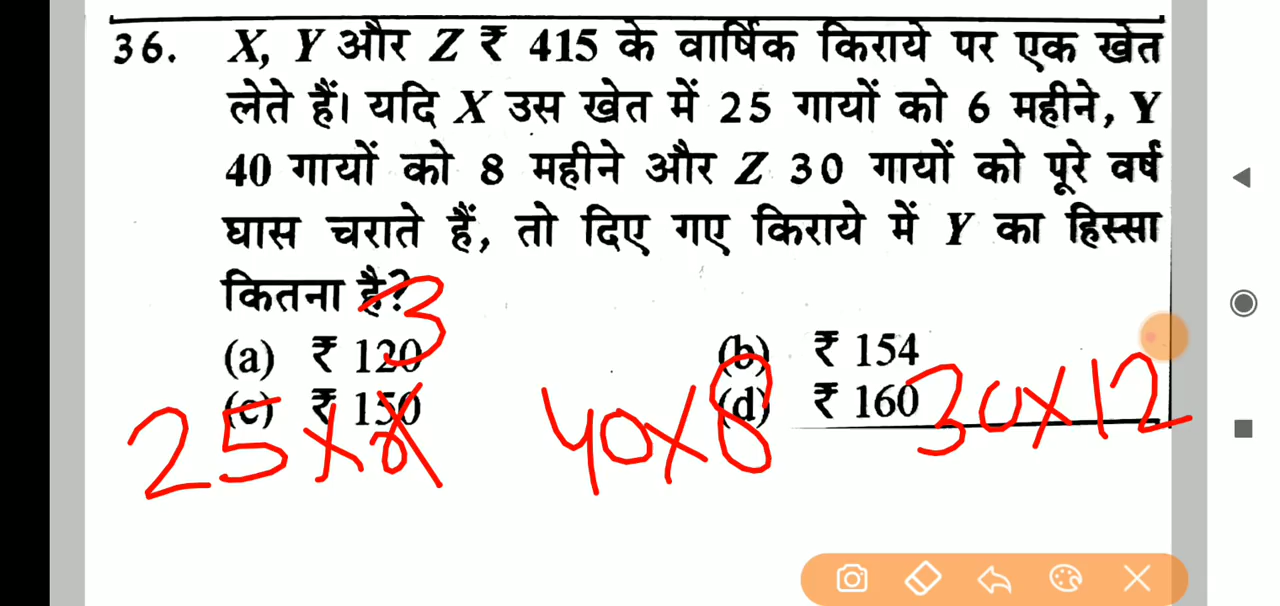 36. X, Y और Z ₹ 415 के वार्षिक किराये पर एक खेत
लेते हैं। यदि X उस खेत में 25 गायों को 6 महीने, Y
40 गायों को 8 महीने और Z 30 गायों को पूरे वर्ष
घास चराते हैं, तो दिए गए किराये में Y का हिस्सा
कितना है?
3
(a) ₹ 120 (b) ₹ 154
(c) ₹ 150 (d) ₹ 160
25 × 6 40×8 30×12